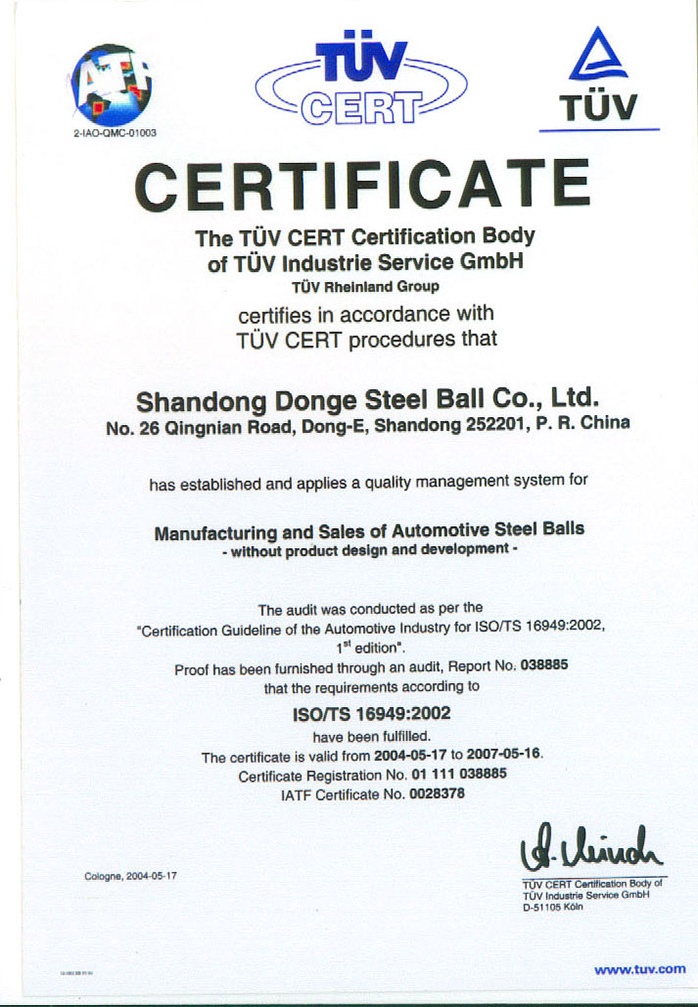 IATF
2-IAO-QMC-01003
TÜV
CERT
TÜV
CERTIFICATE
The TÜV CERT Certification Body
of TÜV Industrie Service GmbH
TÜV Rheinland Group
certifies in accordance with
TÜV CERT procedures that
Shandong Donge Steel Ball Co., Ltd.
No. 26 Qingnian Road, Dong-E, Shandong 252201, P. R. China
has established and applies a quality management system for
Manufacturing and Sales of Automotive Steel Balls
- without product design and development -
The audit was conducted as per the
"Certification Guideline of the Automotive Industry for ISO/TS 16949:2002,
1st edition".
Proof has been furnished through an audit, Report No. 038885
that the requirements according to
ISO/TS 16949:2002
have been fulfilled.
The certificate is valid from 2004-05-17 to 2007-05-16.
Certificate Registration No. 01 111 038885
IATF Certificate No. 0028378
Cologne, 2004-05-17
TÜV CERT Certification Body of
TÜV Industrie Service GmbH
D-51105 Köln
www.tuv.com